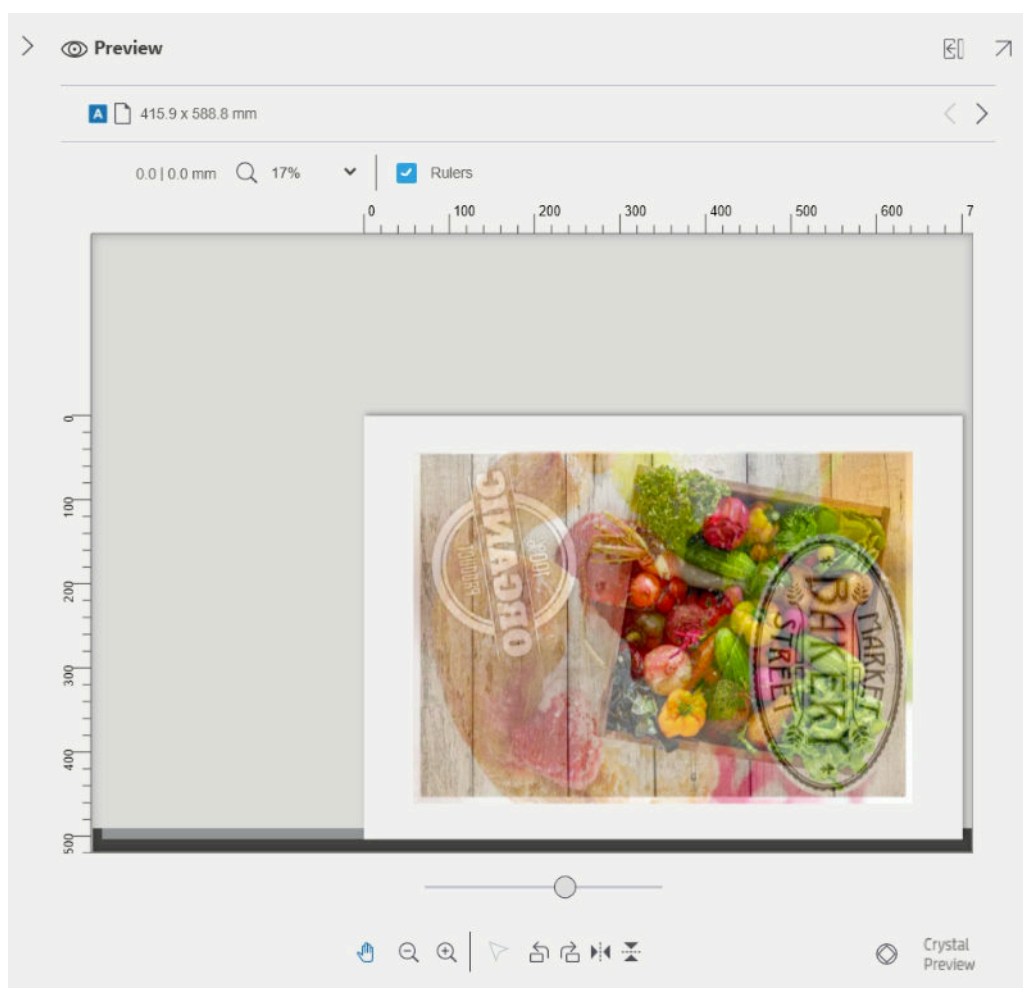 Preview
A 415.9 x 588.8 mm
0.0 | 0.0 mm 17% Rulers
0 100 200 300 400 500 600 7
0
100
200
300
400
500
ORGANIC
100%
MARKET
BAKERY
STREET
Crystal
Preview